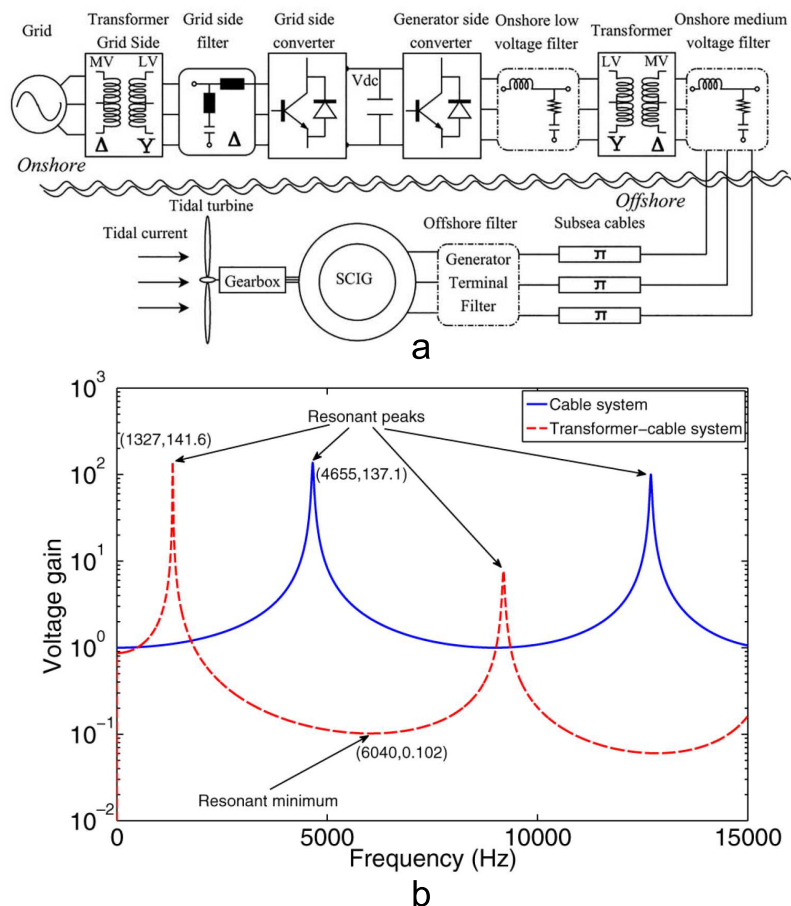 Grid
Transformer
Grid Side
Grid side
filter
Grid side
converter
Generator side
converter
Onshore low
voltage filter
Transformer
Onshore medium
voltage filter
MV LV
Δ Y
Δ
Vdc
LV MV
Y Δ
Onshore
Offshore
Tidal turbine
Tidal current
Gearbox
SCIG
Offshore filter
Generator
Terminal
Filter
Subsea cables
π
π
π
a
10³
10²
10¹
10⁰
10⁻¹
10⁻²
Voltage gain
Resonant peaks
(1327,141.6)
(4655,137.1)
Cable system
Transformer−cable system
(6040,0.102)
Resonant minimum
0 5000 10000 15000
Frequency (Hz)
b